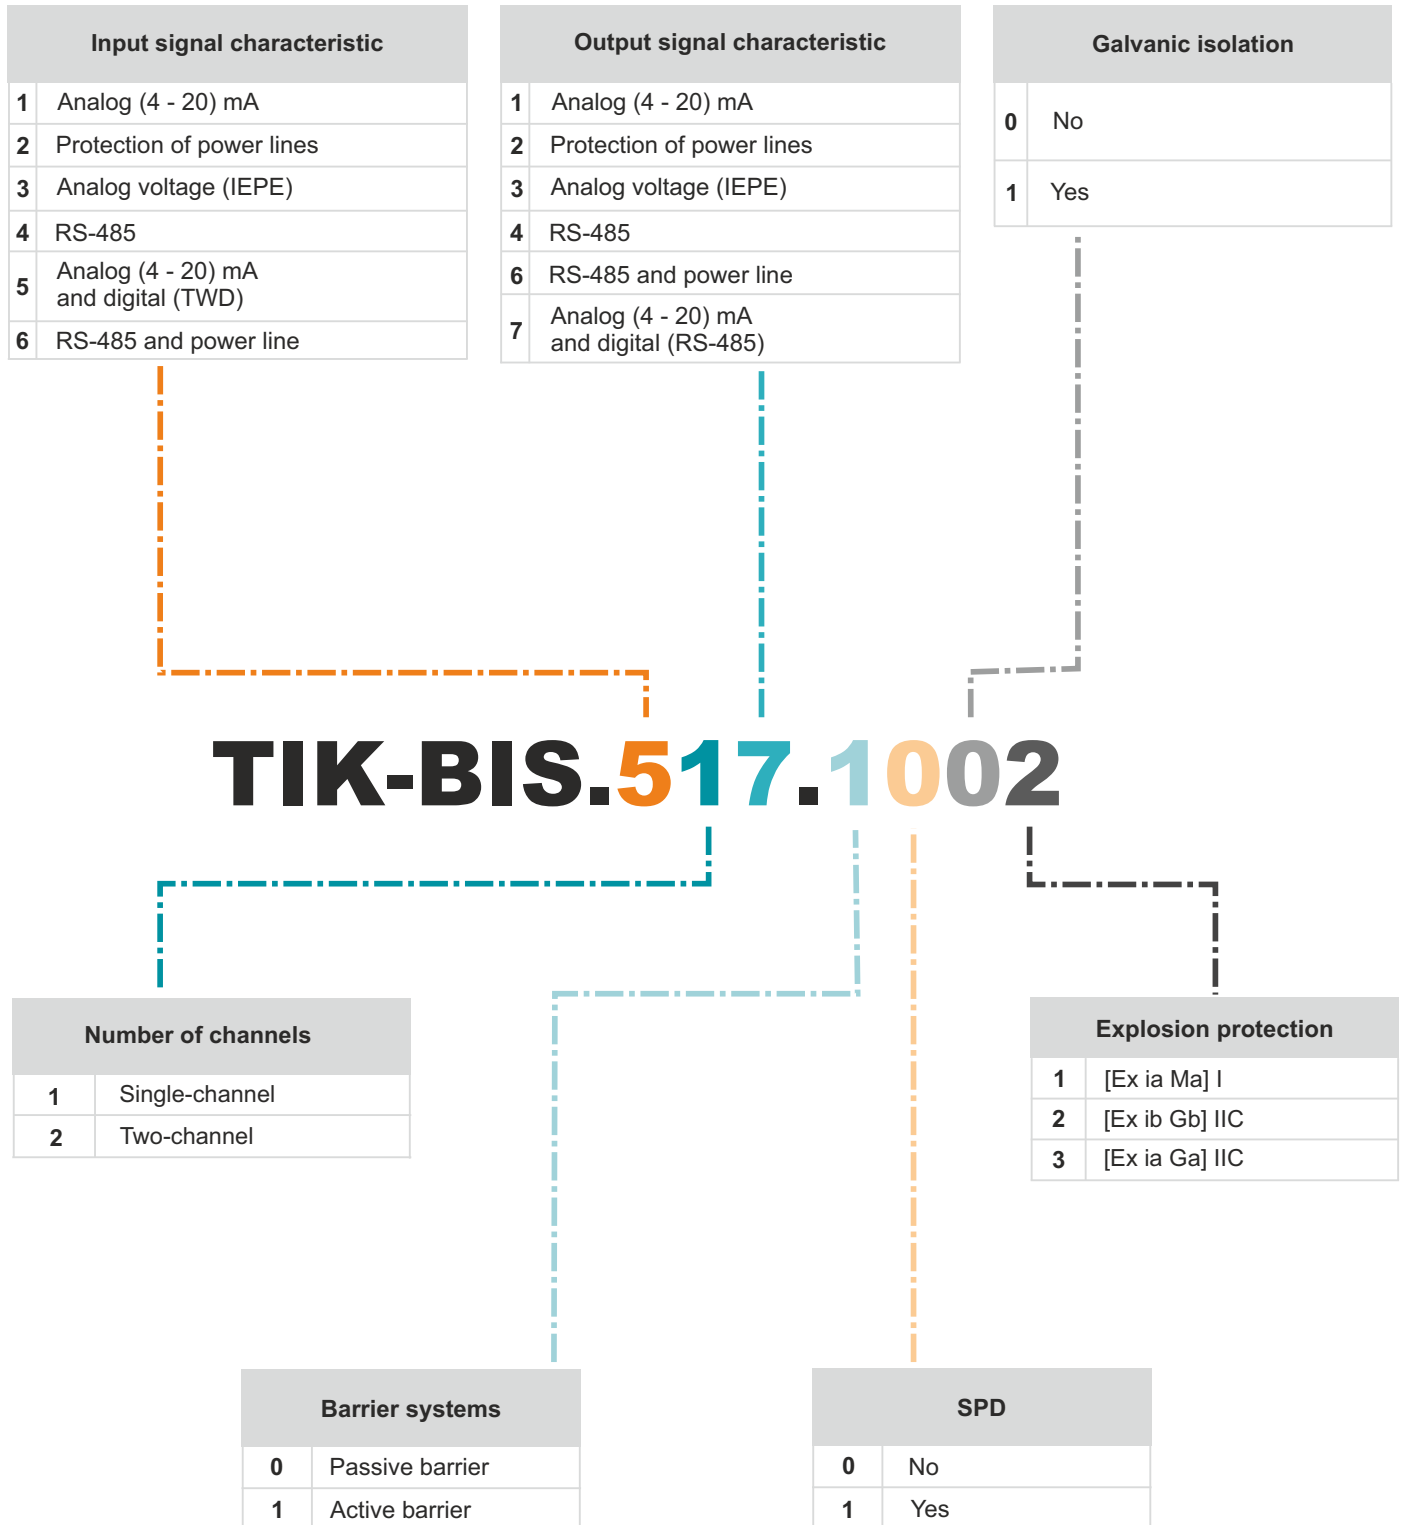 Input signal characteristic
1 Analog (4 - 20) mA
2 Protection of power lines
3 Analog voltage (IEPE)
4 RS-485
5 Analog (4 - 20) mA
and digital (TWD)
6 RS-485 and power line
Output signal characteristic
1 Analog (4 - 20) mA
2 Protection of power lines
3 Analog voltage (IEPE)
4 RS-485
6 RS-485 and power line
7 Analog (4 - 20) mA
and digital (RS-485)
Galvanic isolation
0 No
1 Yes
TIK-BIS.517.1002
Number of channels
1 Single-channel
2 Two-channel
Explosion protection
1 [Ex ia Ma] I
2 [Ex ib Gb] IIC
3 [Ex ia Ga] IIC
Barrier systems
0 Passive barrier
1 Active barrier
SPD
0 No
1 Yes